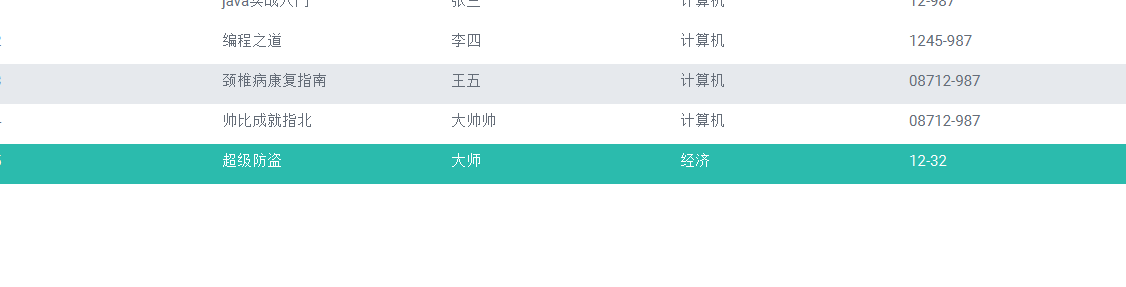 java实战入门 张三 计算机 12-987
2 编程之道 李四 计算机 1245-987
3 颈椎病康复指南 王五 计算机 08712-987
4 帅比成就指北 大帅帅 计算机 08712-987
5 超级防盗 大师 经济 12-32